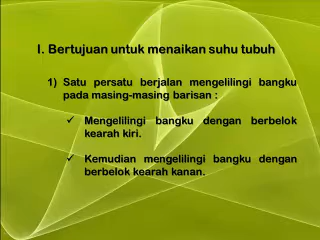 I. Bertujuan untuk menaikan suhu tubuh
1) Satu persatu berjalan mengelilingi bangku
pada masing-masing barisan :
✓ Mengelilingi bangku dengan berbelok
kearah kiri.
✓ Kemudian mengelilingi bangku dengan
berbelok kearah kanan.